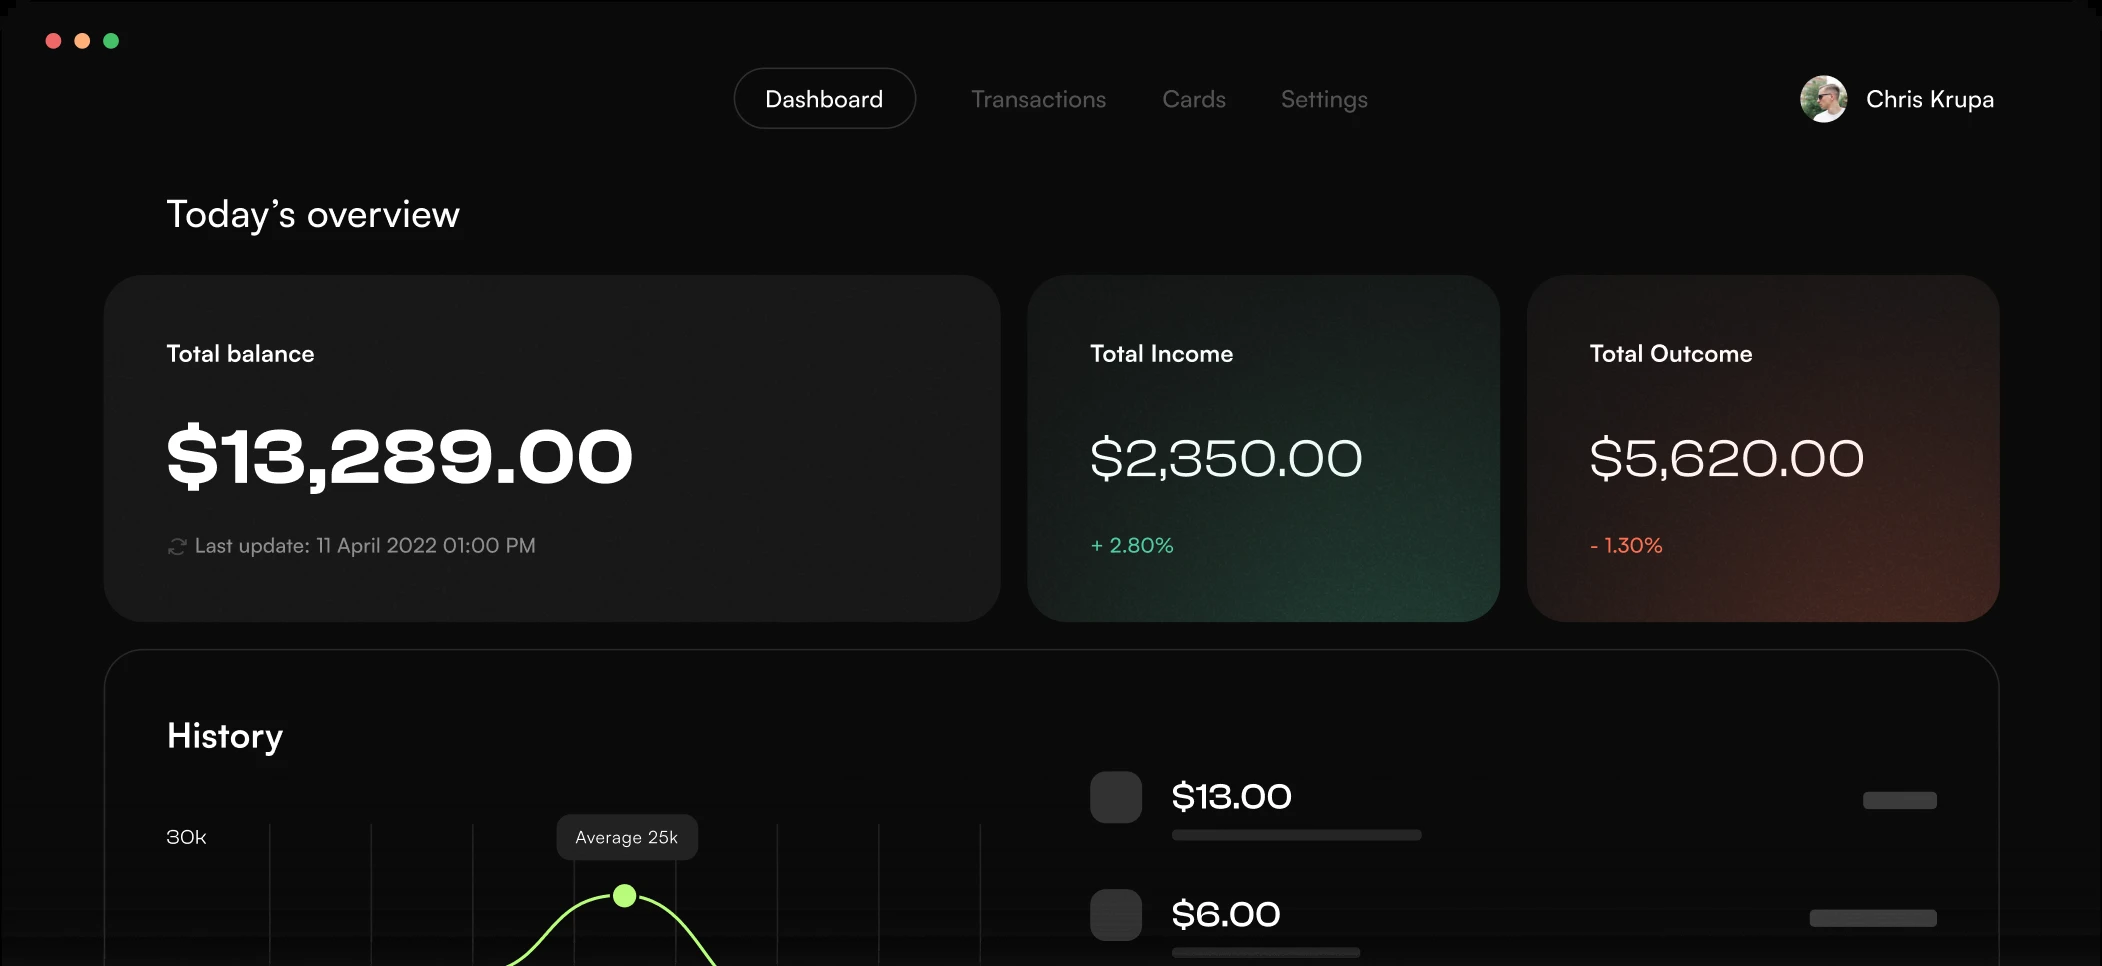 Dashboard
Transactions
Cards
Settings
Chris Krupa
Today’s overview
Total balance
$13,289.00
Last update: 11 April 2022 01:00 PM
Total Income
$2,350.00
+ 2.80%
Total Outcome
$5,620.00
- 1.30%
History
30k
Average 25k
$13.00
$6.00